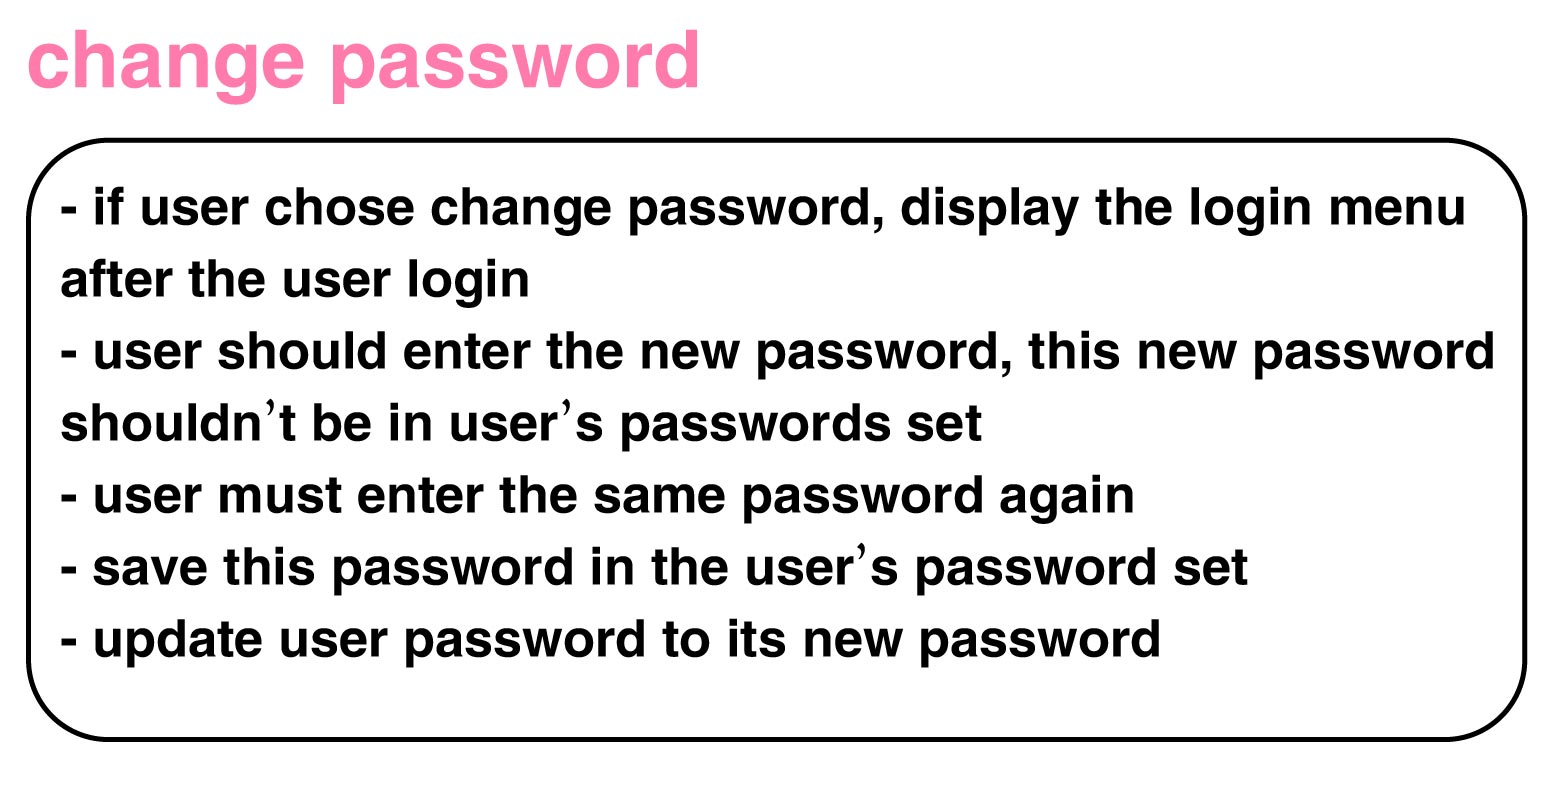 change password
- if user chose change password, display the login menu
after the user login
- user should enter the new password, this new password
shouldn’t be in user’s passwords set
- user must enter the same password again
- save this password in the user’s password set
- update user password to its new password